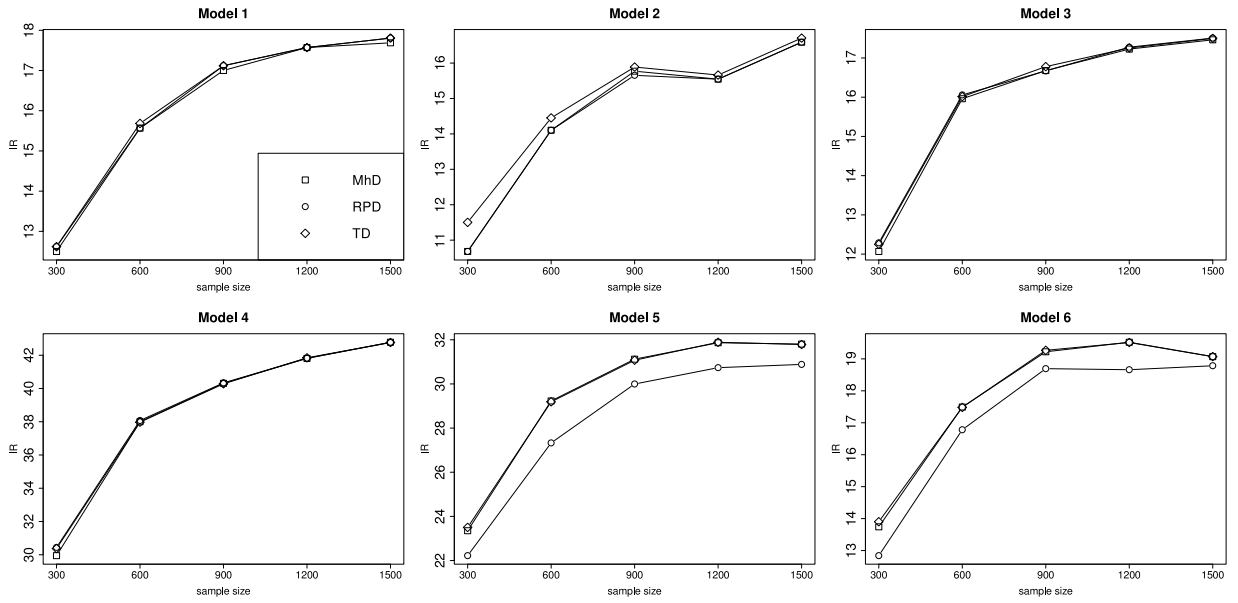 Model 1
IR
18
17
16
15
14
13
MhD
RPD
TD
300 600 900 1200 1500
sample size
Model 2
IR
16
15
14
13
12
11
300 600 900 1200 1500
sample size
Model 3
IR
17
16
15
14
13
12
300 600 900 1200 1500
sample size
Model 4
IR
42
40
38
36
34
32
30
300 600 900 1200 1500
sample size
Model 5
IR
32
30
28
26
24
22
300 600 900 1200 1500
sample size
Model 6
IR
19
18
17
16
15
14
13
300 600 900 1200 1500
sample size